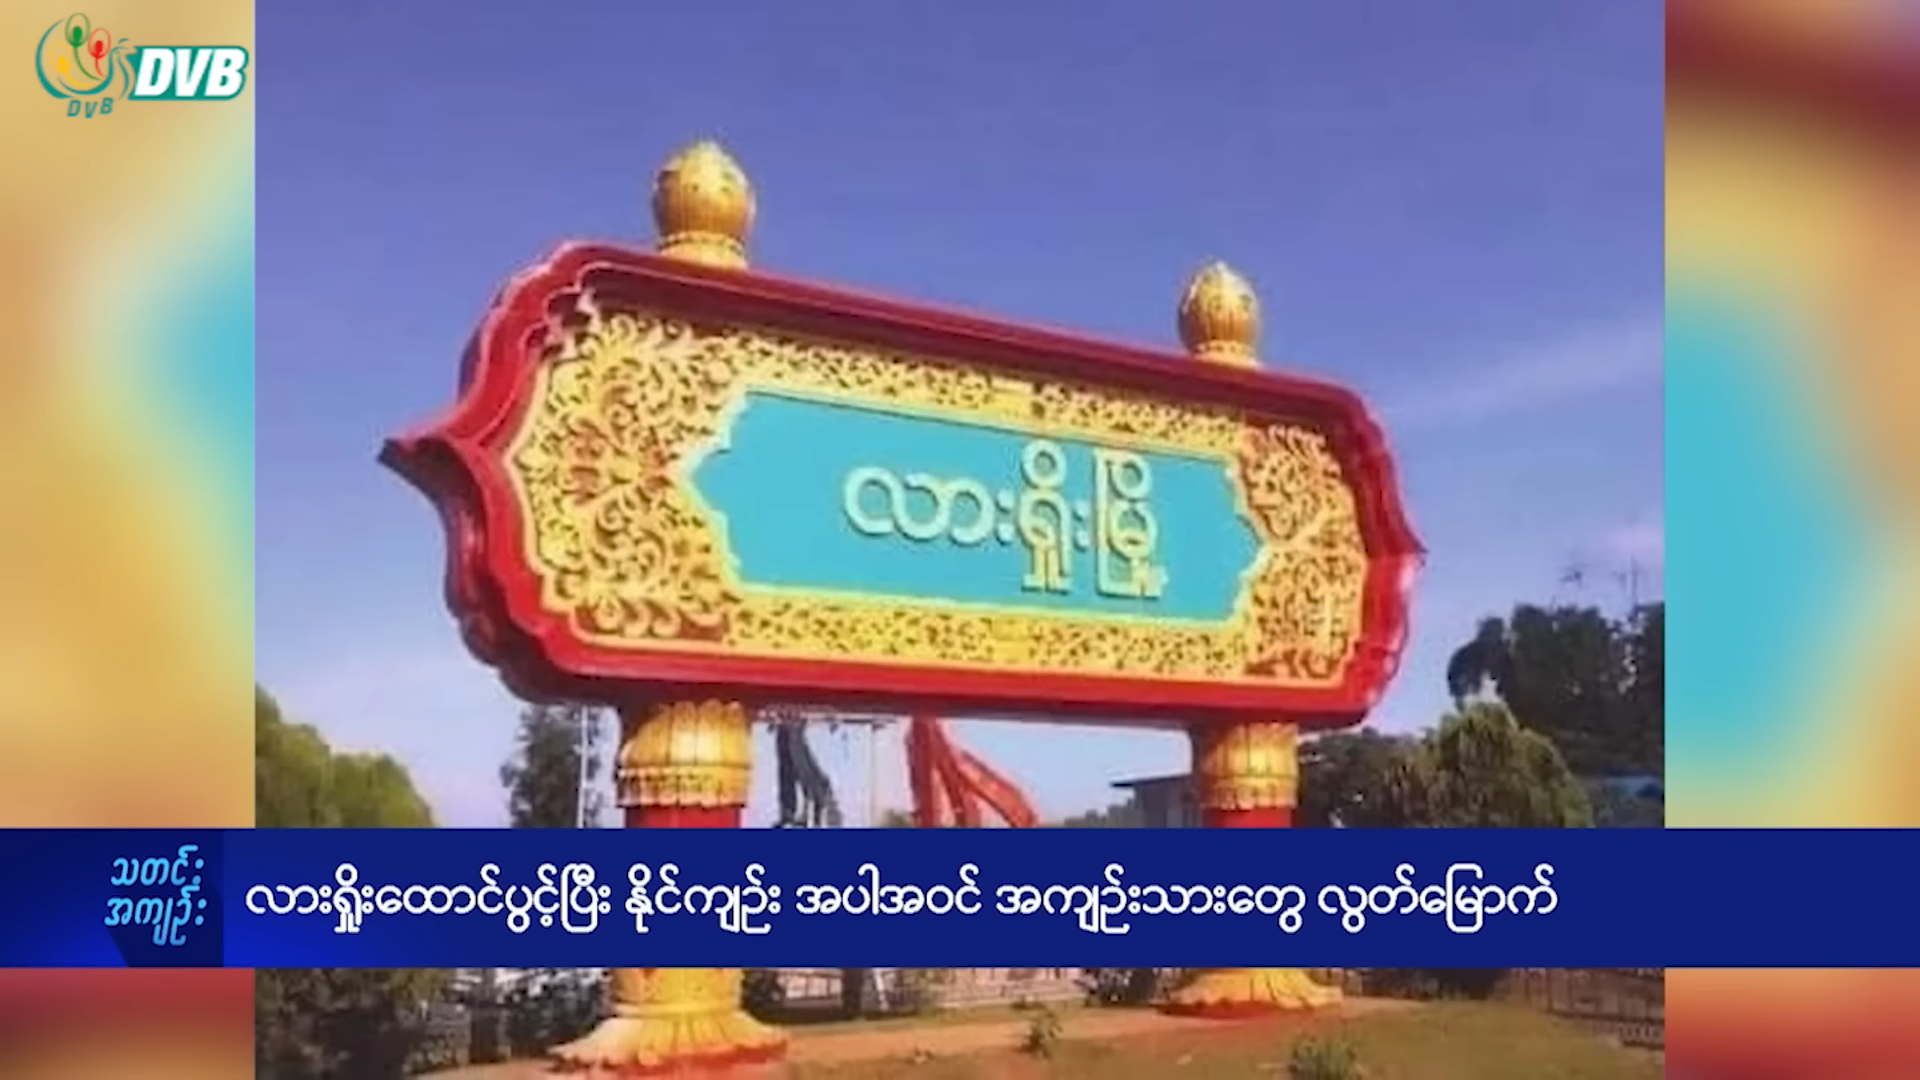 DVB
DVB
လားရှိုးမြို့
သတင်း
အကျဉ်း
လားရှိုးထောင်ပွင့်ပြီး နိုင်ကျဉ်း အပါအဝင် အကျဉ်းသားတွေ လွတ်မြောက်